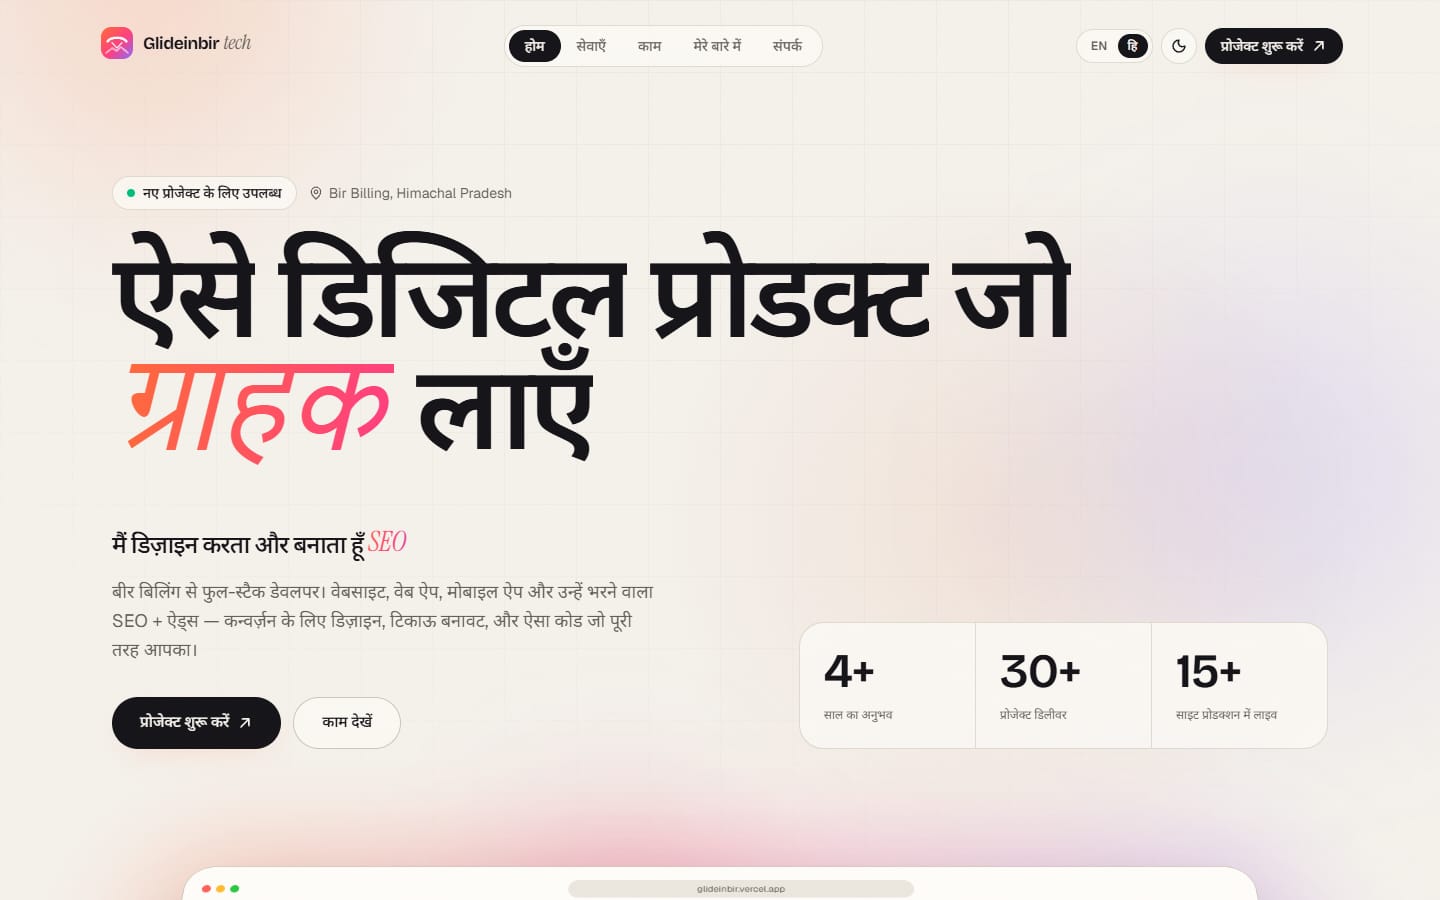 Glideinbir tech
होम
सेवाएँ
काम
मेरे बारे में
संपर्क
EN
हि
प्रोजेक्ट शुरू करें
नए प्रोजेक्ट के लिए उपलब्ध
Bir Billing, Himachal Pradesh
ऐसे डिजिटल प्रोडक्ट जो
ग्राहक लाएँ
मैं डिज़ाइन करता और बनाता हूँ SEO
बीर बिलिंग से फुल-स्टैक डेवलपर। वेबसाइट, वेब ऐप, मोबाइल ऐप और उन्हें भरने वाला
SEO + ऐड्स — कन्वर्ज़न के लिए डिज़ाइन, टिकाऊ बनावट, और ऐसा कोड जो पूरी
तरह आपका।
प्रोजेक्ट शुरू करें
काम देखें
4+
साल का अनुभव
30+
प्रोजेक्ट डिलीवर
15+
साइट प्रोडक्शन में लाइव
glideinbir.vercel.app